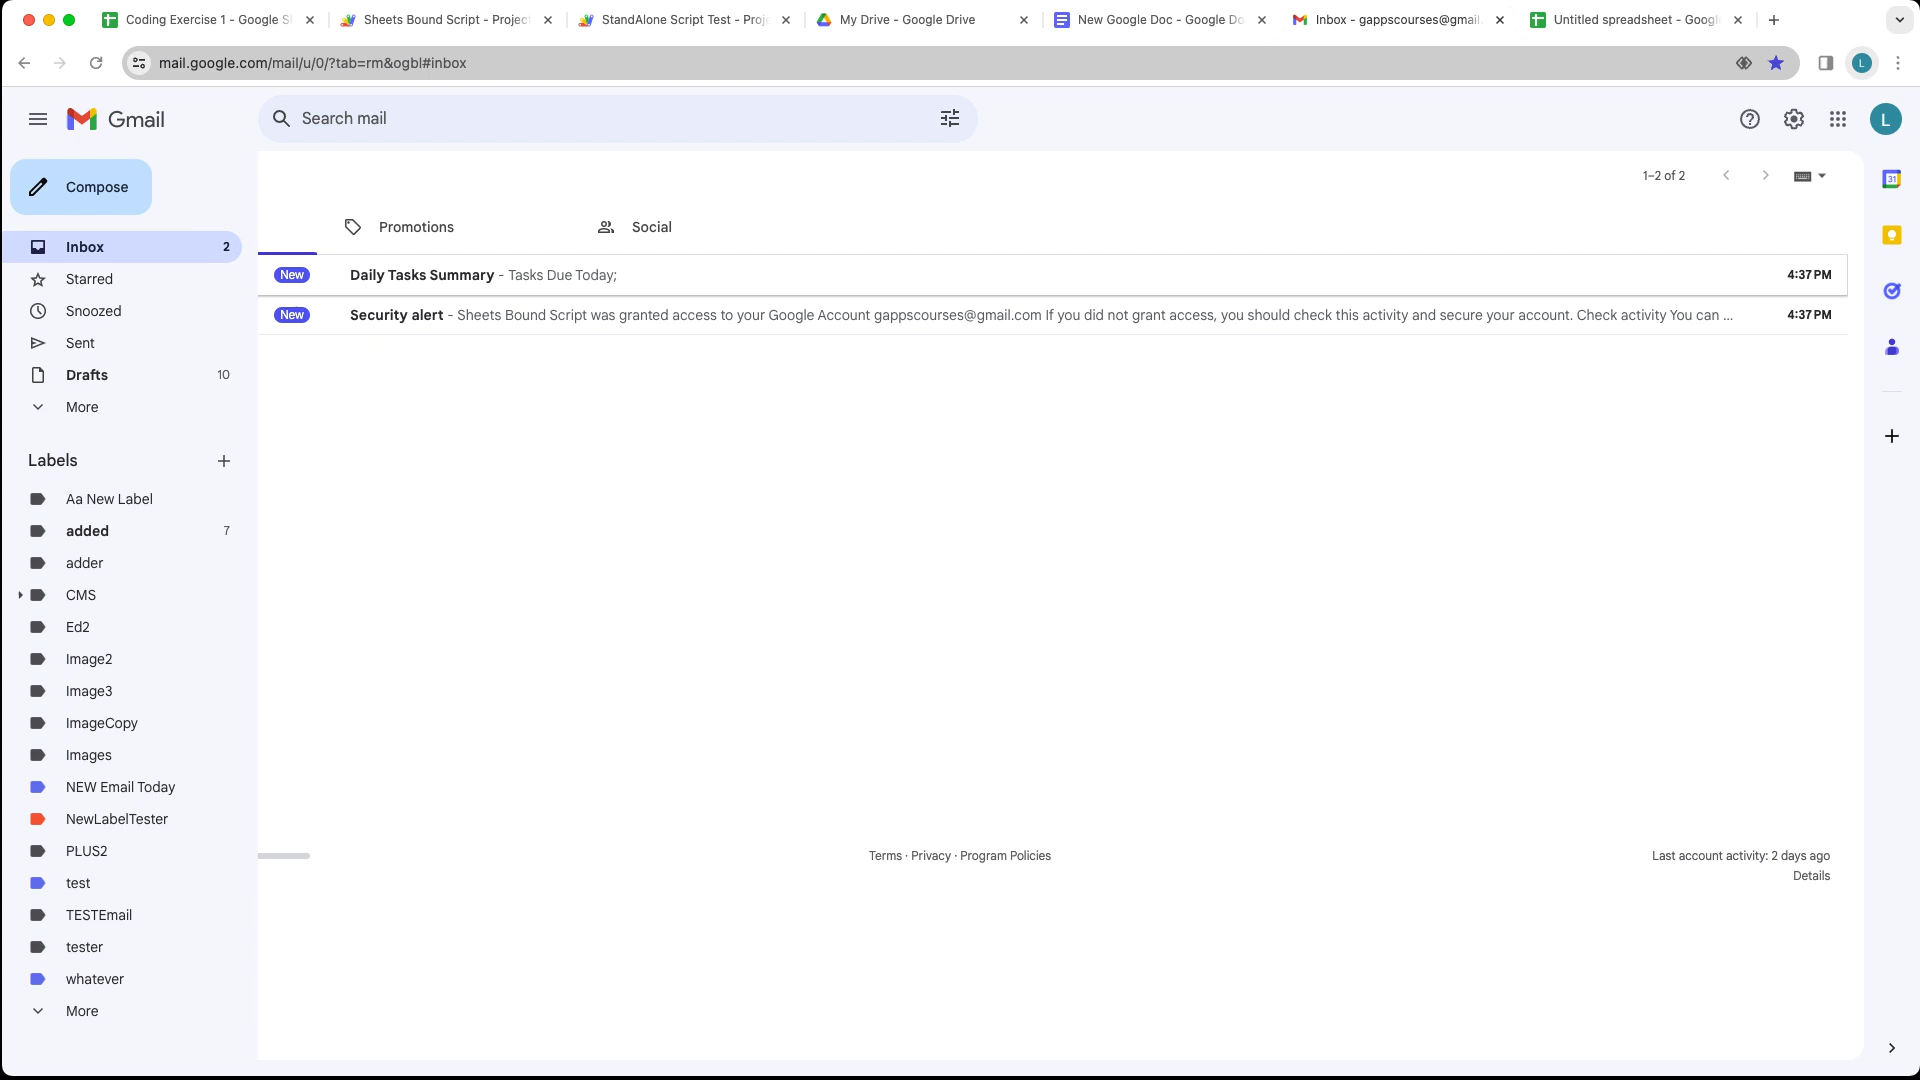 Coding Exercise 1 - Google S
Sheets Bound Script - Project
StandAlone Script Test - Proj
My Drive - Google Drive
New Google Doc - Google Do
Inbox - gappscourses@gmail.
Untitled spreadsheet - Googl
mail.google.com/mail/u/0/?tab=rm&ogbl#inbox
L
Gmail
Search mail
L
Compose
1–2 of 2
31
Promotions
Social
Inbox 2
Starred
Snoozed
Sent
Drafts 10
More
New Daily Tasks Summary - Tasks Due Today; 4:37 PM
New Security alert - Sheets Bound Script was granted access to your Google Account gappscourses@gmail.com If you did not grant access, you should check this activity and secure your account. Check activity You can ... 4:37 PM
Labels
Aa New Label
added 7
adder
CMS
Ed2
Image2
Image3
ImageCopy
Images
NEW Email Today
NewLabelTester
PLUS2
test
TESTEmail
tester
whatever
More
Terms · Privacy · Program Policies
Last account activity: 2 days ago
Details